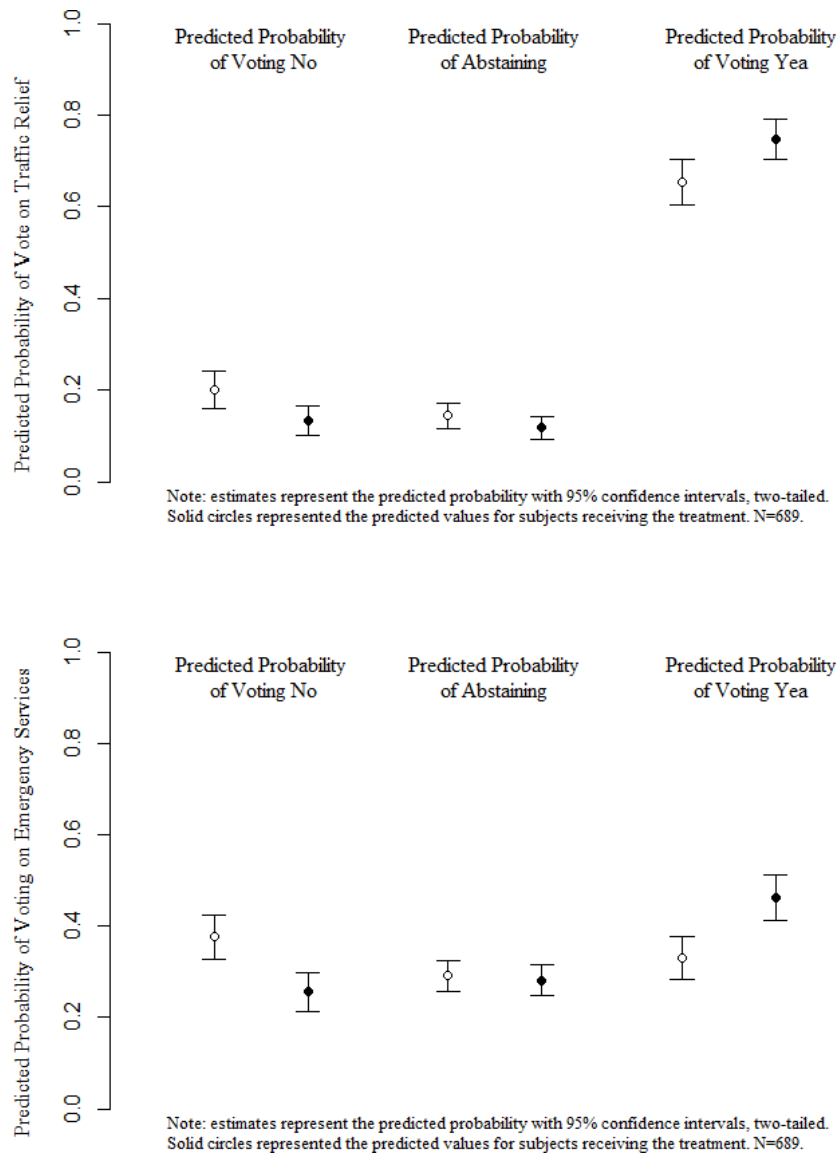 Predicted Probability of Vote on Traffic Relief
1.0
0.8
0.6
0.4
0.2
0.0
Predicted Probability
of Voting No
Predicted Probability
of Abstaining
Predicted Probability
of Voting Yea
Note: estimates represent the predicted probability with 95% confidence intervals, two-tailed.
Solid circles represented the predicted values for subjects receiving the treatment. N=689.
Predicted Probability of Voting on Emergency Services
1.0
0.8
0.6
0.4
0.2
0.0
Predicted Probability
of Voting No
Predicted Probability
of Abstaining
Predicted Probability
of Voting Yea
Note: estimates represent the predicted probability with 95% confidence intervals, two-tailed.
Solid circles represented the predicted values for subjects receiving the treatment. N=689.